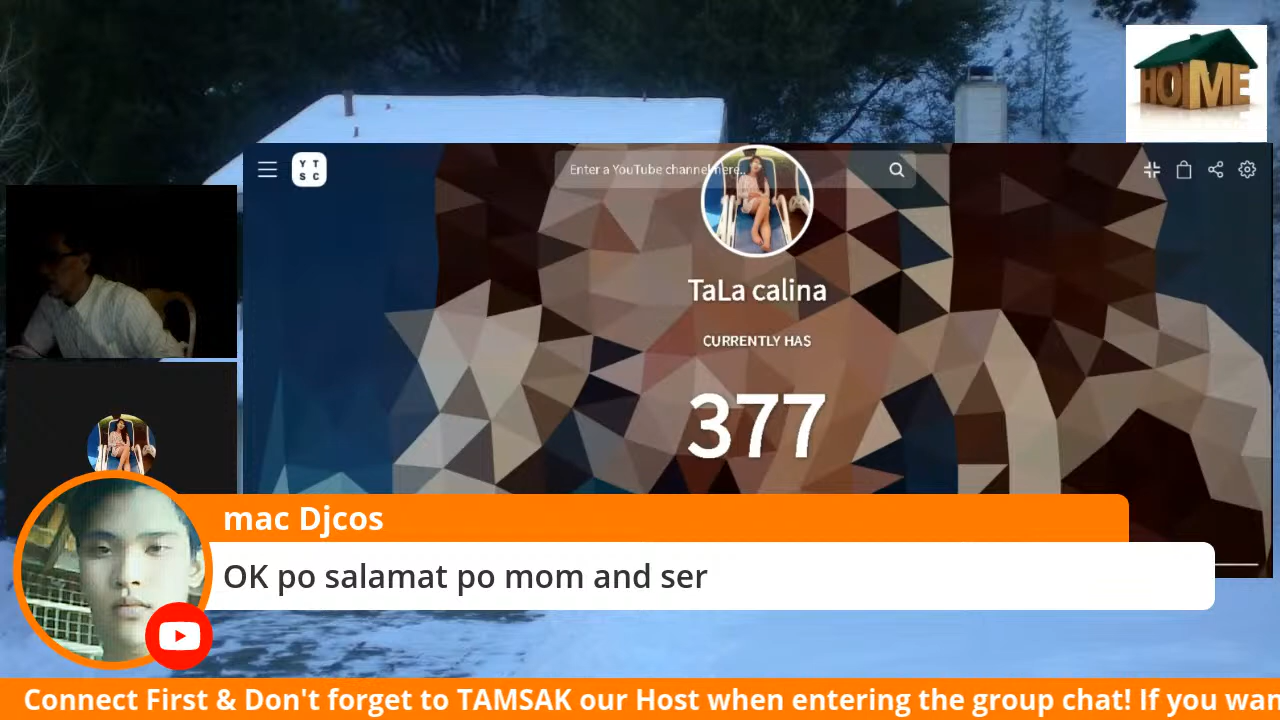 HOME
Y T
S C
Enter a YouTube channel here..
TaLa calina
CURRENTLY HAS
377
mac Djcos
OK po salamat po mom and ser
Connect First & Don't forget to TAMSAK our Host when entering the group chat! If you wan